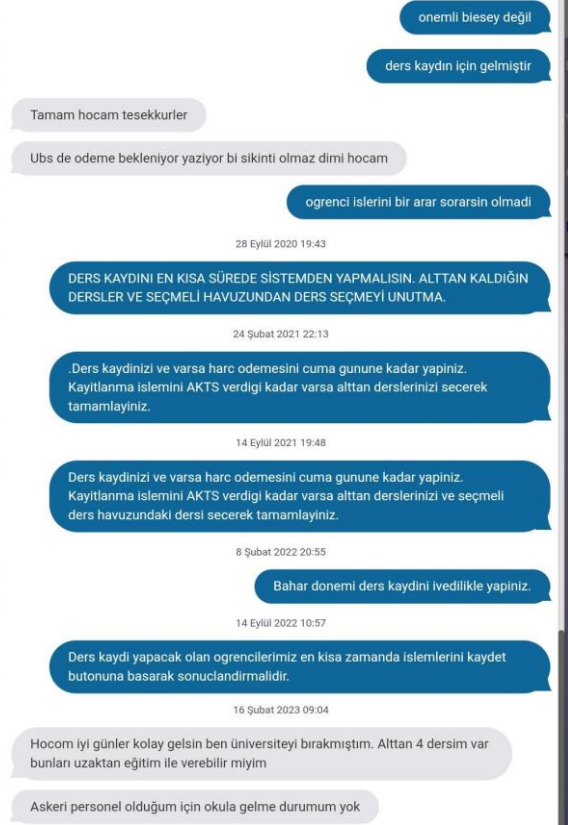 onemli biesey değil
ders kaydın için gelmiştir
Tamam hocam tesekkurler
Ubs de odeme bekleniyor yaziyor bi sikinti olmaz dimi hocam
ogrenci islerini bir arar sorarsin olmadi
28 Eylül 2020 19:43
DERS KAYDINI EN KISA SÜREDE SİSTEMDEN YAPMALISIN. ALTTAN KALDIĞIN
DERSLER VE SEÇMELİ HAVUZUNDAN DERS SEÇMEYİ UNUTMA.
24 Şubat 2021 22:13
.Ders kaydinizi ve varsa harc odemesini cuma gunune kadar yapiniz.
Kayitlanma islemini AKTS verdigi kadar varsa alttan derslerinizi secerek
tamamlayiniz.
14 Eylül 2021 19:48
Ders kaydinizi ve varsa harc odemesini cuma gunune kadar yapiniz.
Kayitlanma islemini AKTS verdigi kadar varsa alttan derslerinizi ve seçmeli
ders havuzundaki dersi secerek tamamlayiniz.
8 Şubat 2022 20:55
Bahar donemi ders kaydini ivedilikle yapiniz.
14 Eylül 2022 10:57
Ders kaydi yapacak olan ogrencilerimiz en kisa zamanda islemlerini kaydet
butonuna basarak sonuclandirmalidir.
16 Şubat 2023 09:04
Hocom iyi günler kolay gelsin ben üniversiteyi bırakmıştım. Alttan 4 dersim var
bunları uzaktan eğitim ile verebilir miyim
Askeri personel olduğum için okula gelme durumum yok